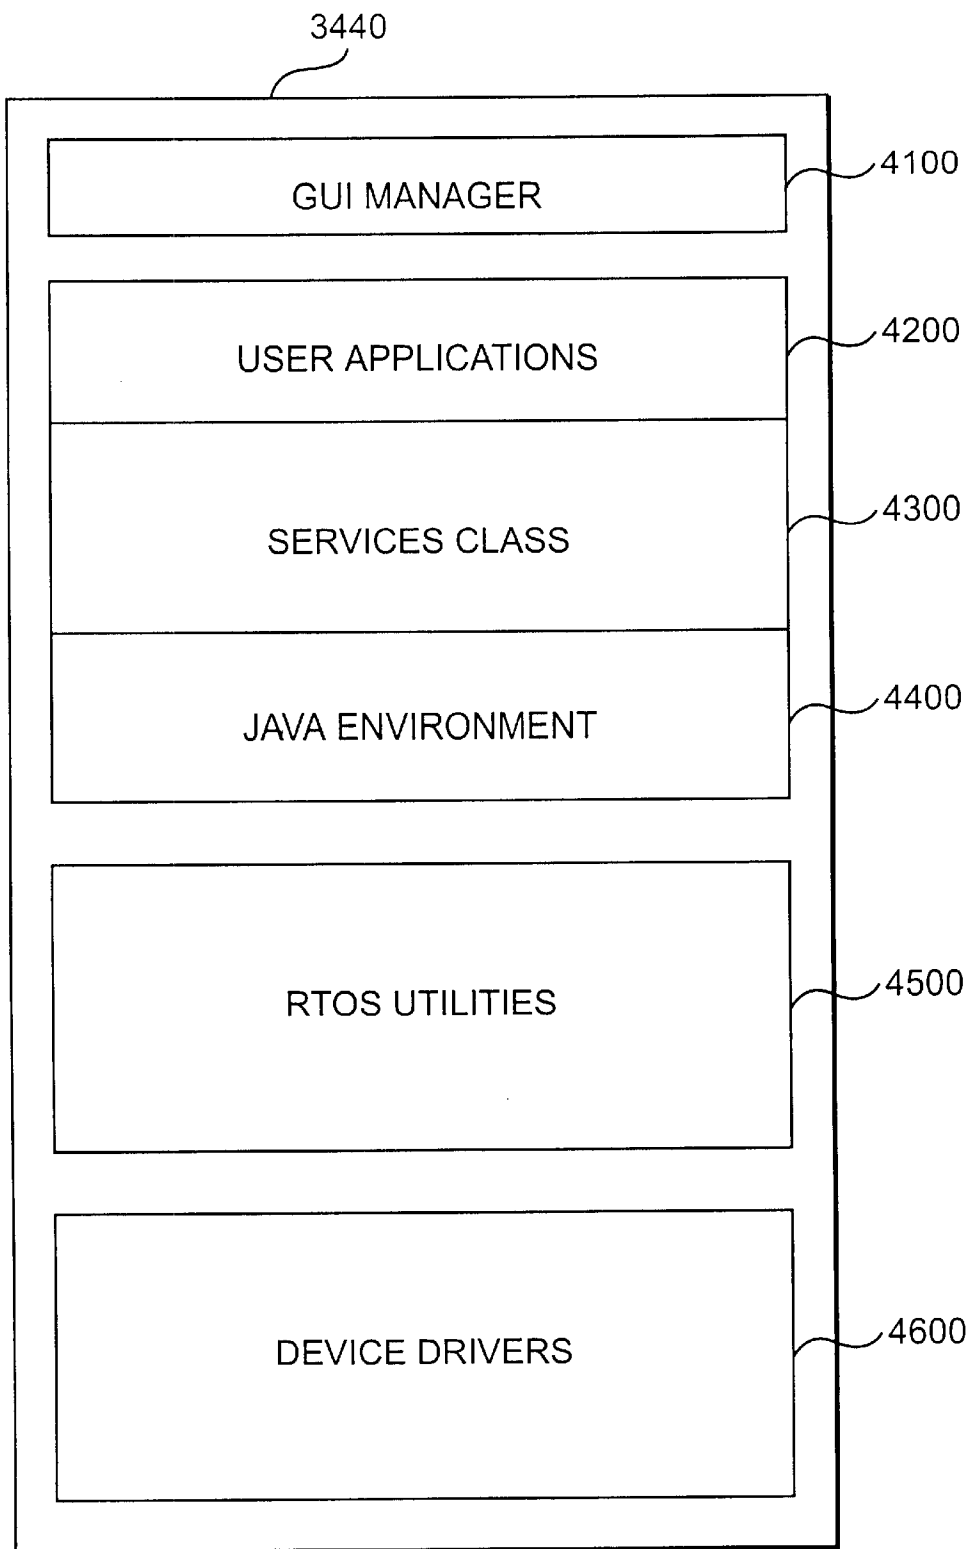 3440
GUI MANAGER
4100
USER APPLICATIONS
4200
SERVICES CLASS
4300
JAVA ENVIRONMENT
4400
RTOS UTILITIES
4500
DEVICE DRIVERS
4600